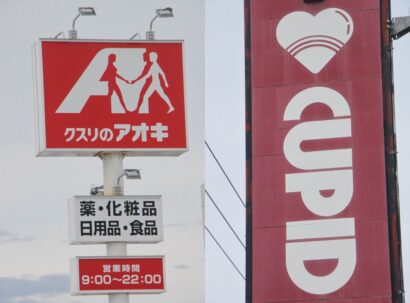 クスリのアオキ
薬・化粧品
日用品・食品
営業時間
9:00〜22:00
CUPID